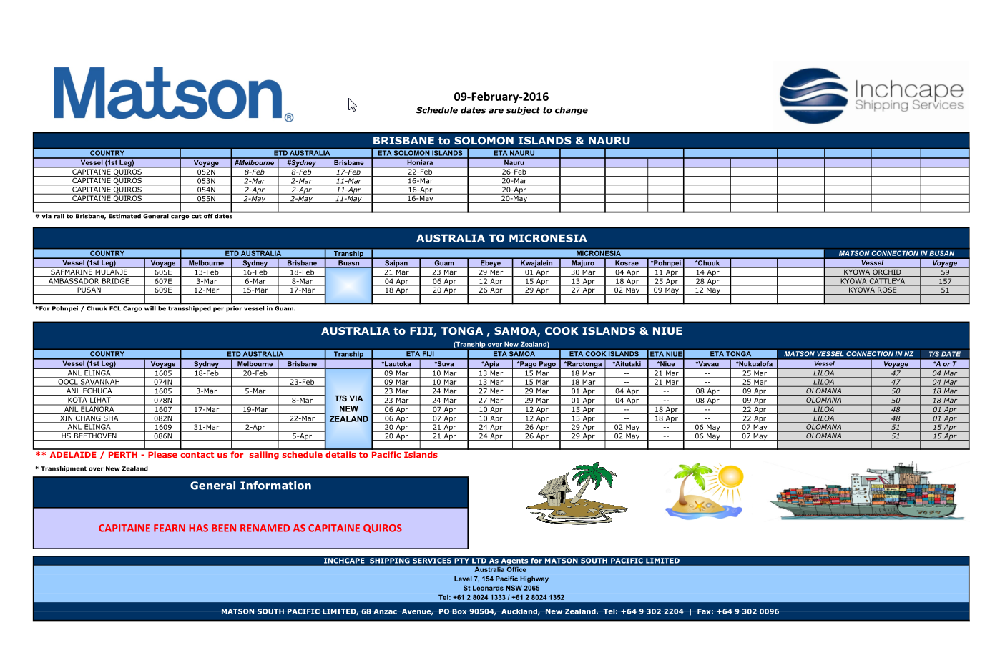 Matson®
09-February-2016
Schedule dates are subject to change
Inchcape
Shipping Services
BRISBANE to SOLOMON ISLANDS & NAURU
COUNTRY ETD AUSTRALIA ETA SOLOMON ISLANDS ETA NAURU
Vessel (1st Leg) Voyage #Melbourne #Sydney Brisbane Honiara Nauru
CAPITAINE QUIROS 052N 8-Feb 8-Feb 17-Feb 22-Feb 26-Feb
CAPITAINE QUIROS 053N 2-Mar 2-Mar 11-Mar 16-Mar 20-Mar
CAPITAINE QUIROS 054N 2-Apr 2-Apr 11-Apr 16-Apr 20-Apr
CAPITAINE QUIROS 055N 2-May 2-May 11-May 16-May 20-May
# via rail to Brisbane, Estimated General cargo cut off dates
AUSTRALIA TO MICRONESIA
COUNTRY ETD AUSTRALIA Tranship MICRONESIA MATSON CONNECTION IN BUSAN
Vessel (1st Leg) Voyage Melbourne Sydney Brisbane Buasn Saipan Guam Ebeye Kwajalein Majuro Kosrae *Pohnpei *Chuuk Vessel Voyage
SAFMARINE MULANJE 605E 13-Feb 16-Feb 18-Feb 21 Mar 23 Mar 29 Mar 01 Apr 30 Mar 04 Apr 11 Apr 14 Apr KYOWA ORCHID 59
AMBASSADOR BRIDGE 607E 3-Mar 6-Mar 8-Mar 04 Apr 06 Apr 12 Apr 15 Apr 13 Apr 18 Apr 25 Apr 28 Apr KYOWA CATTLEYA 157
PUSAN 609E 12-Mar 15-Mar 17-Mar 18 Apr 20 Apr 26 Apr 29 Apr 27 Apr 02 May 09 May 12 May KYOWA ROSE 51
*For Pohnpei / Chuuk FCL Cargo will be transshipped per prior vessel in Guam.
AUSTRALIA to FIJI, TONGA , SAMOA, COOK ISLANDS & NIUE
(Tranship over New Zealand)
COUNTRY ETD AUSTRALIA Tranship ETA FIJI ETA SAMOA ETA COOK ISLANDS ETA NIUE ETA TONGA MATSON VESSEL CONNECTION IN NZ T/S DATE
Vessel (1st Leg) Voyage Sydney Melbourne Brisbane *Lautoka *Suva *Apia *Pago Pago *Rarotonga *Aitutaki *Niue *Vavau *Nukualofa Vessel Voyage *A or T
ANL ELINGA 1605 18-Feb 20-Feb 09 Mar 10 Mar 13 Mar 15 Mar 18 Mar -- 21 Mar -- 25 Mar LILOA 47 04 Mar
OOCL SAVANNAH 074N 23-Feb 09 Mar 10 Mar 13 Mar 15 Mar 18 Mar -- 21 Mar -- 25 Mar LILOA 47 04 Mar
ANL ECHUCA 1605 3-Mar 5-Mar 23 Mar 24 Mar 27 Mar 29 Mar 01 Apr 04 Apr -- 08 Apr 09 Apr OLOMANA 50 18 Mar
KOTA LIHAT 078N 8-Mar 23 Mar 24 Mar 27 Mar 29 Mar 01 Apr 04 Apr -- 08 Apr 09 Apr OLOMANA 50 18 Mar
ANL ELANORA 1607 17-Mar 19-Mar 06 Apr 07 Apr 10 Apr 12 Apr 15 Apr -- 18 Apr -- 22 Apr LILOA 48 01 Apr
XIN CHANG SHA 082N 22-Mar 06 Apr 07 Apr 10 Apr 12 Apr 15 Apr -- 18 Apr -- 22 Apr LILOA 48 01 Apr
ANL ELINGA 1609 31-Mar 2-Apr 20 Apr 21 Apr 24 Apr 26 Apr 29 Apr 02 May -- 06 May 07 May OLOMANA 51 15 Apr
HS BEETHOVEN 086N 5-Apr 20 Apr 21 Apr 24 Apr 26 Apr 29 Apr 02 May -- 06 May 07 May OLOMANA 51 15 Apr
T/S VIA
NEW
ZEALAND
** ADELAIDE / PERTH - Please contact us for sailing schedule details to Pacific Islands
* Transhipment over New Zealand
General Information
CAPITAINE FEARN HAS BEEN RENAMED AS CAPITAINE QUIROS
INCHCAPE SHIPPING SERVICES PTY LTD As Agents for MATSON SOUTH PACIFIC LIMITED
Australia Office
Level 7, 154 Pacific Highway
St Leonards NSW 2065
Tel: +61 2 8024 1333 / +61 2 8024 1352
MATSON SOUTH PACIFIC LIMITED, 68 Anzac Avenue, PO Box 90504, Auckland, New Zealand. Tel: +64 9 302 2204 | Fax: +64 9 302 0096